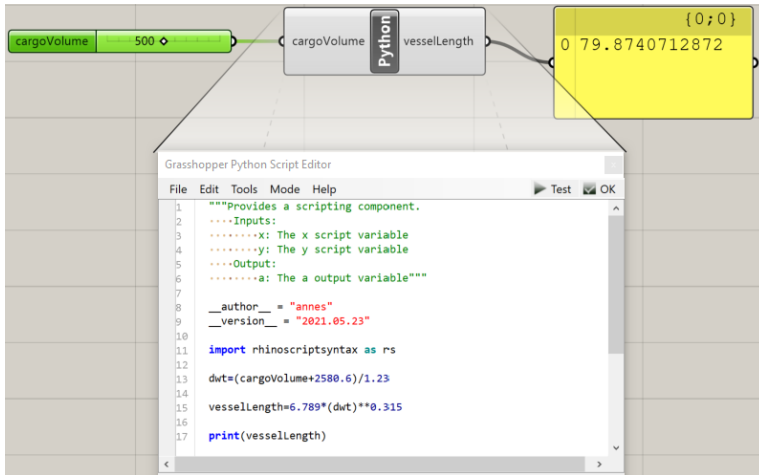 {0;0}
cargoVolume 500 cargoVolume Python vesselLength 0 79.8740712872
Grasshopper Python Script Editor
File Edit Tools Mode Help Test OK
1 """Provides a scripting component.
2 ····Inputs:
3 ········x: The x script variable
4 ········y: The y script variable
5 ····Output:
6 ········a: The a output variable"""
7
8 __author__ = "annes"
9 __version__ = "2021.05.23"
10
11 import rhinoscriptsyntax as rs
12
13 dwt=(cargoVolume+2580.6)/1.23
14
15 vesselLength=6.789*(dwt)**0.315
16
17 print(vesselLength)